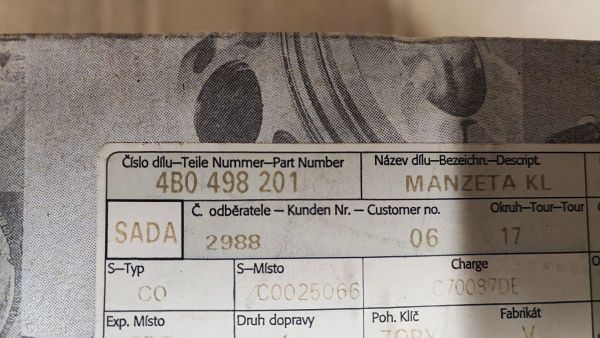 Číslo dílu–Teile Nummer–Part Number Název dílu–Bezeichn.–Descript.
4B0 498 201 MANZETA KL
SADA Č. odběratele – Kunden Nr. – Customer no. Okruh–Tour–Tour
2988 06 17
S–Typ S–Místo Charge
CO C0025066 C70087DE
Exp. Místo Druh dopravy Poh. Klíč Fabrikát
V